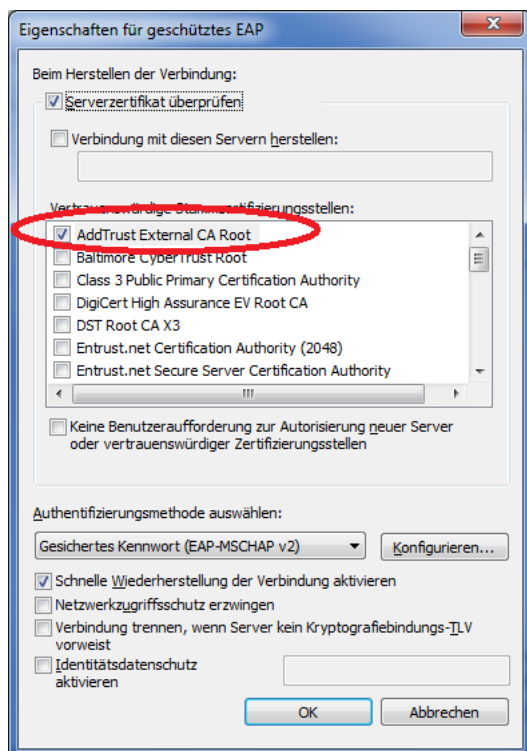 Eigenschaften für geschütztes EAP
Beim Herstellen der Verbindung:
Serverzertifikat überprüfen
Verbindung mit diesen Servern herstellen:
Vertrauenswürdige Stammzertifizierungsstellen:
AddTrust External CA Root
Baltimore CyberTrust Root
Class 3 Public Primary Certification Authority
DigiCert High Assurance EV Root CA
DST Root CA X3
Entrust.net Certification Authority (2048)
Entrust.net Secure Server Certification Authority
Keine Benutzeraufforderung zur Autorisierung neuer Server
oder vertrauenswürdiger Zertifizierungsstellen
Authentifizierungsmethode auswählen:
Gesichertes Kennwort (EAP-MSCHAP v2)
Konfigurieren...
Schnelle Wiederherstellung der Verbindung aktivieren
Netzwerkzugriffsschutz erzwingen
Verbindung trennen, wenn Server kein Kryptografiebindungs-TLV
vorweist
Identitätsdatenschutz
aktivieren
OK
Abbrechen